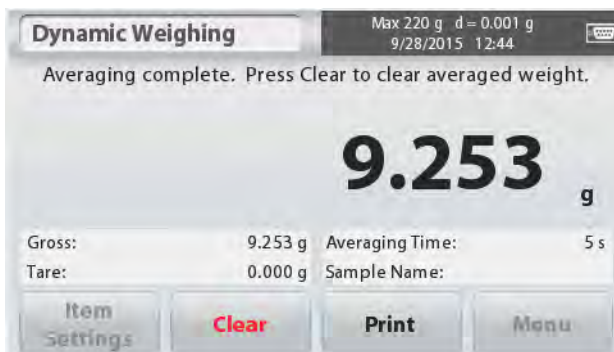 Dynamic Weighing
Max 220 g d = 0.001 g
9/28/2015 12:44
Averaging complete. Press Clear to clear averaged weight.
9.253 g
Gross: 9.253 g
Averaging Time: 5 s
Tare: 0.000 g
Sample Name:
Item Settings
Clear
Print
Menu